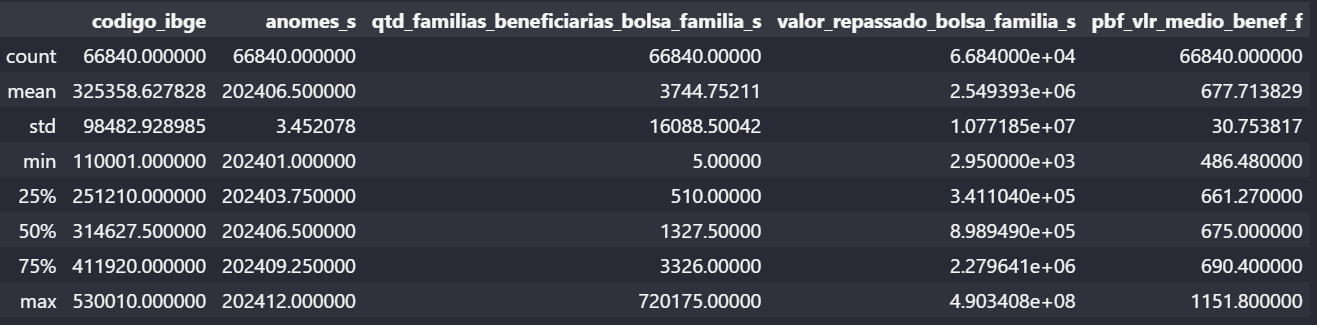 codigo_ibge anomes_s qtd_familias_beneficiarias_bolsa_familia_s valor_repassado_bolsa_familia_s pbf_vlr_medio_benef_f
count 66840.000000 66840.000000 66840.00000 6.684000e+04 66840.000000
mean 325358.627828 202406.500000 3744.75211 2.549393e+06 677.713829
std 98482.928985 3.452078 16088.50042 1.077185e+07 30.753817
min 110001.000000 202401.000000 5.00000 2.950000e+03 486.480000
25% 251210.000000 202403.750000 510.00000 3.411040e+05 661.270000
50% 314627.500000 202406.500000 1327.50000 8.989490e+05 675.000000
75% 411920.000000 202409.250000 3326.00000 2.279641e+06 690.400000
max 530010.000000 202412.000000 720175.00000 4.903408e+08 1151.800000